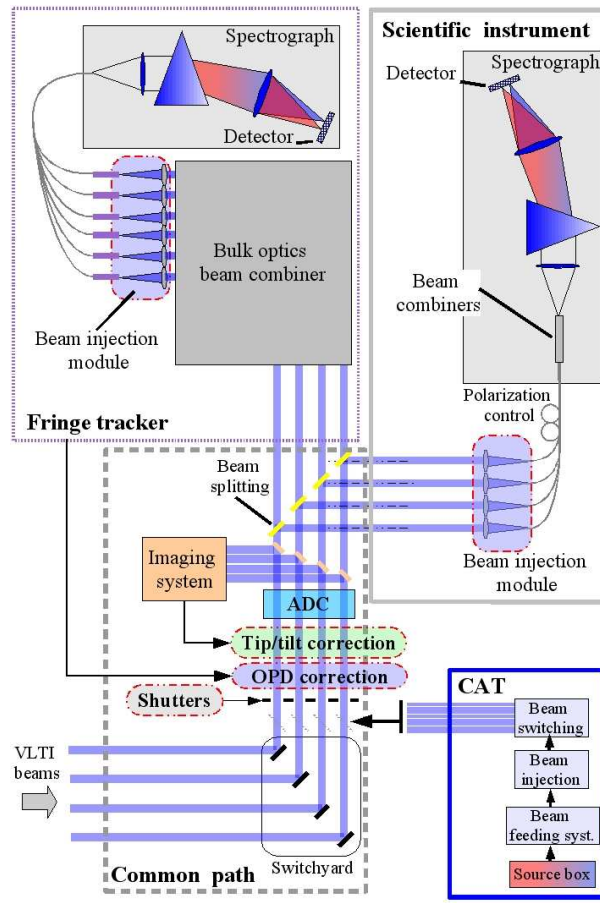 Spectrograph
Detector
Bulk optics
beam combiner
Beam injection
module
Fringe tracker
Scientific instrument
Spectrograph
Detector
Beam
combiners
Polarization
control
Beam injection
module
Beam
splitting
Imaging
system
ADC
Tip/tilt correction
OPD correction
Shutters
VLTI
beams
Switchyard
Common path
CAT
Beam
switching
Beam
injection
Beam
feeding syst.
Source box